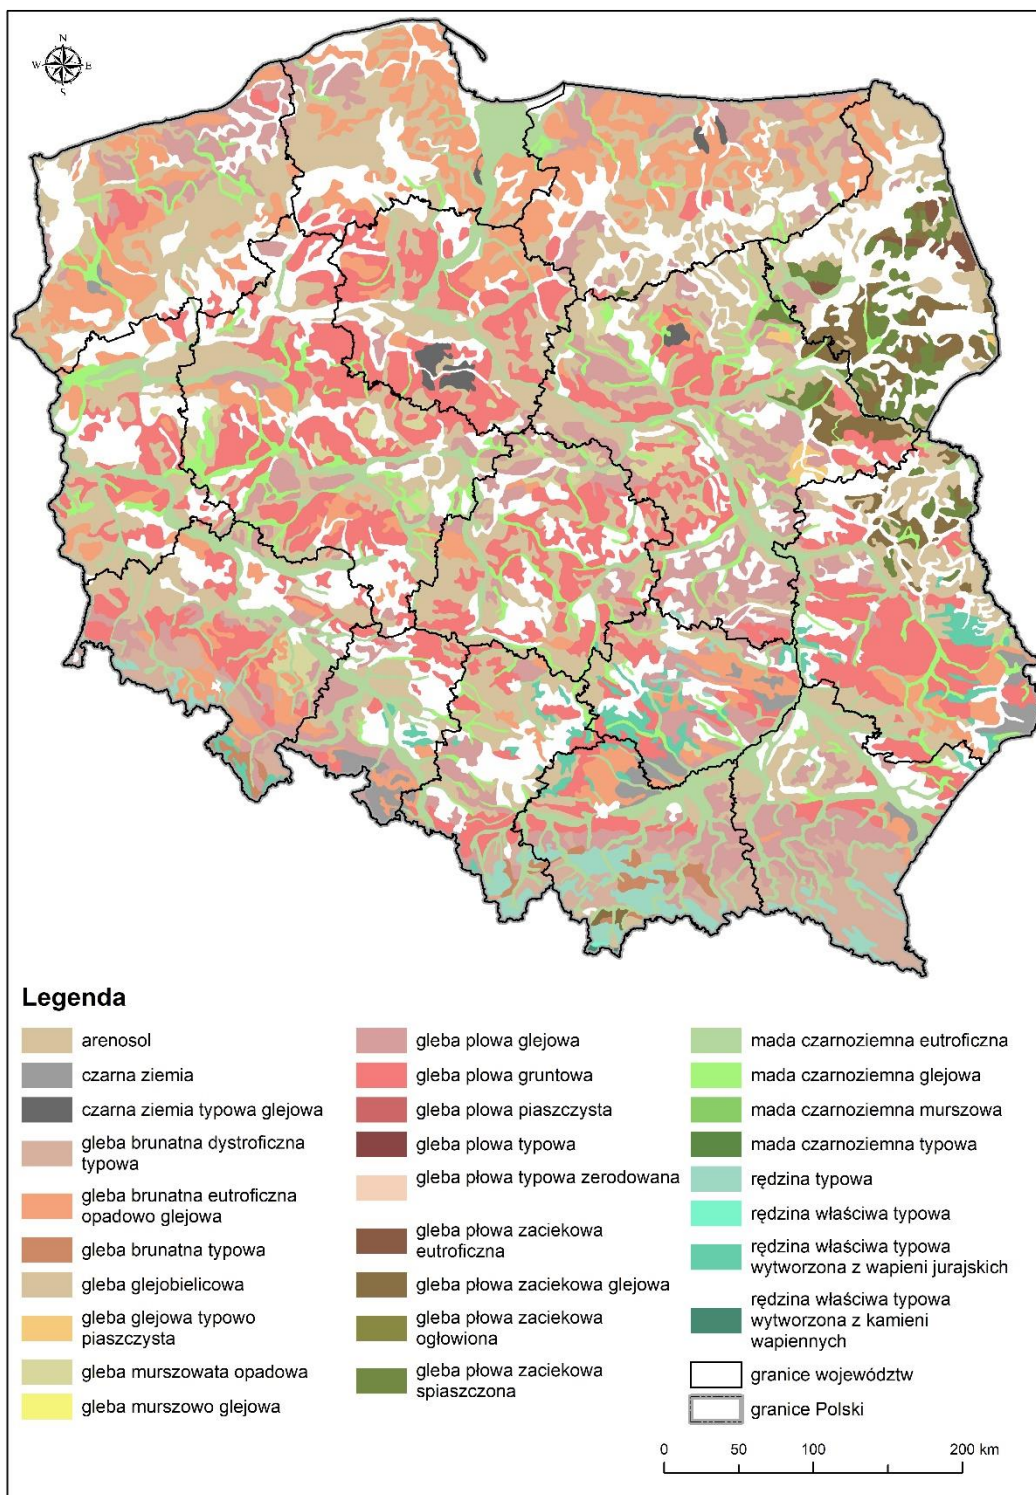 N
W E
S
Legenda
arenosol
czarna ziemia
czarna ziemia typowa glejowa
gleba brunatna dystroficzna
typowa
gleba brunatna eutroficzna
opadowo glejowa
gleba brunatna typowa
gleba glejobielicowa
gleba glejowa typowo
piaszczysta
gleba murszowata opadowa
gleba murszowo glejowa
gleba płowa glejowa
gleba płowa gruntowa
gleba płowa piaszczysta
gleba płowa typowa
gleba płowa typowa zerodowana
gleba płowa zaciekowa
eutroficzna
gleba płowa zaciekowa glejowa
gleba płowa zaciekowa
ogłowiona
gleba płowa zaciekowa
spiaszczona
mada czarnoziemna eutroficzna
mada czarnoziemna glejowa
mada czarnoziemna murszowa
mada czarnoziemna typowa
rędzina typowa
rędzina właściwa typowa
rędzina właściwa typowa
wytworzona z wapieni jurajskich
rędzina właściwa typowa
wytworzona z kamieni
wapiennych
granice województw
granice Polski
0 50 100 200 km